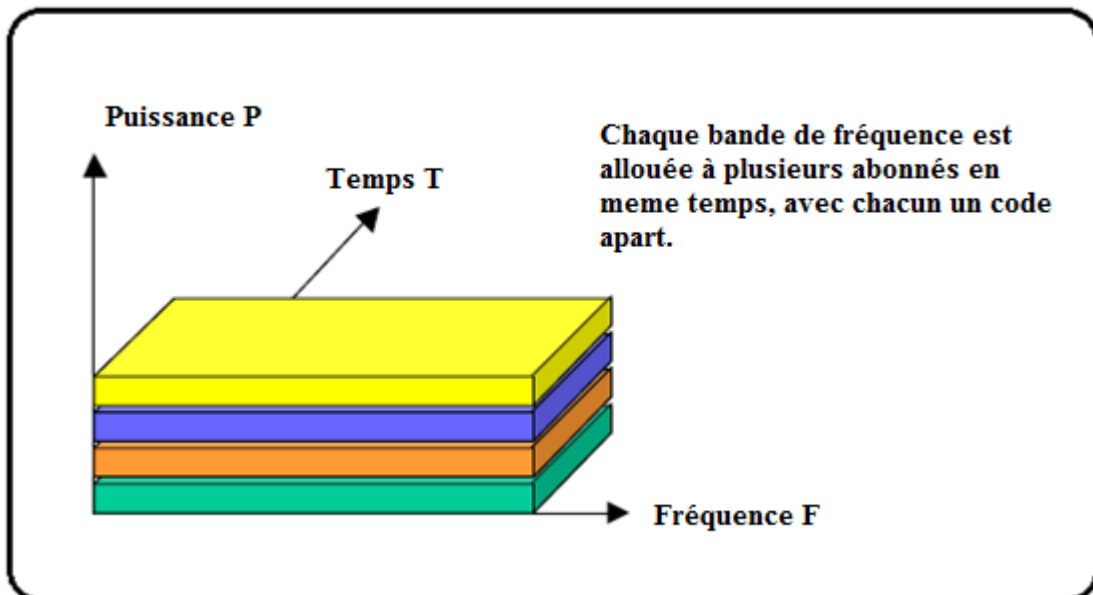 Puissance P
Temps T
Chaque bande de fréquence est
allouée à plusieurs abonnés en
meme temps, avec chacun un code
apart.
Fréquence F